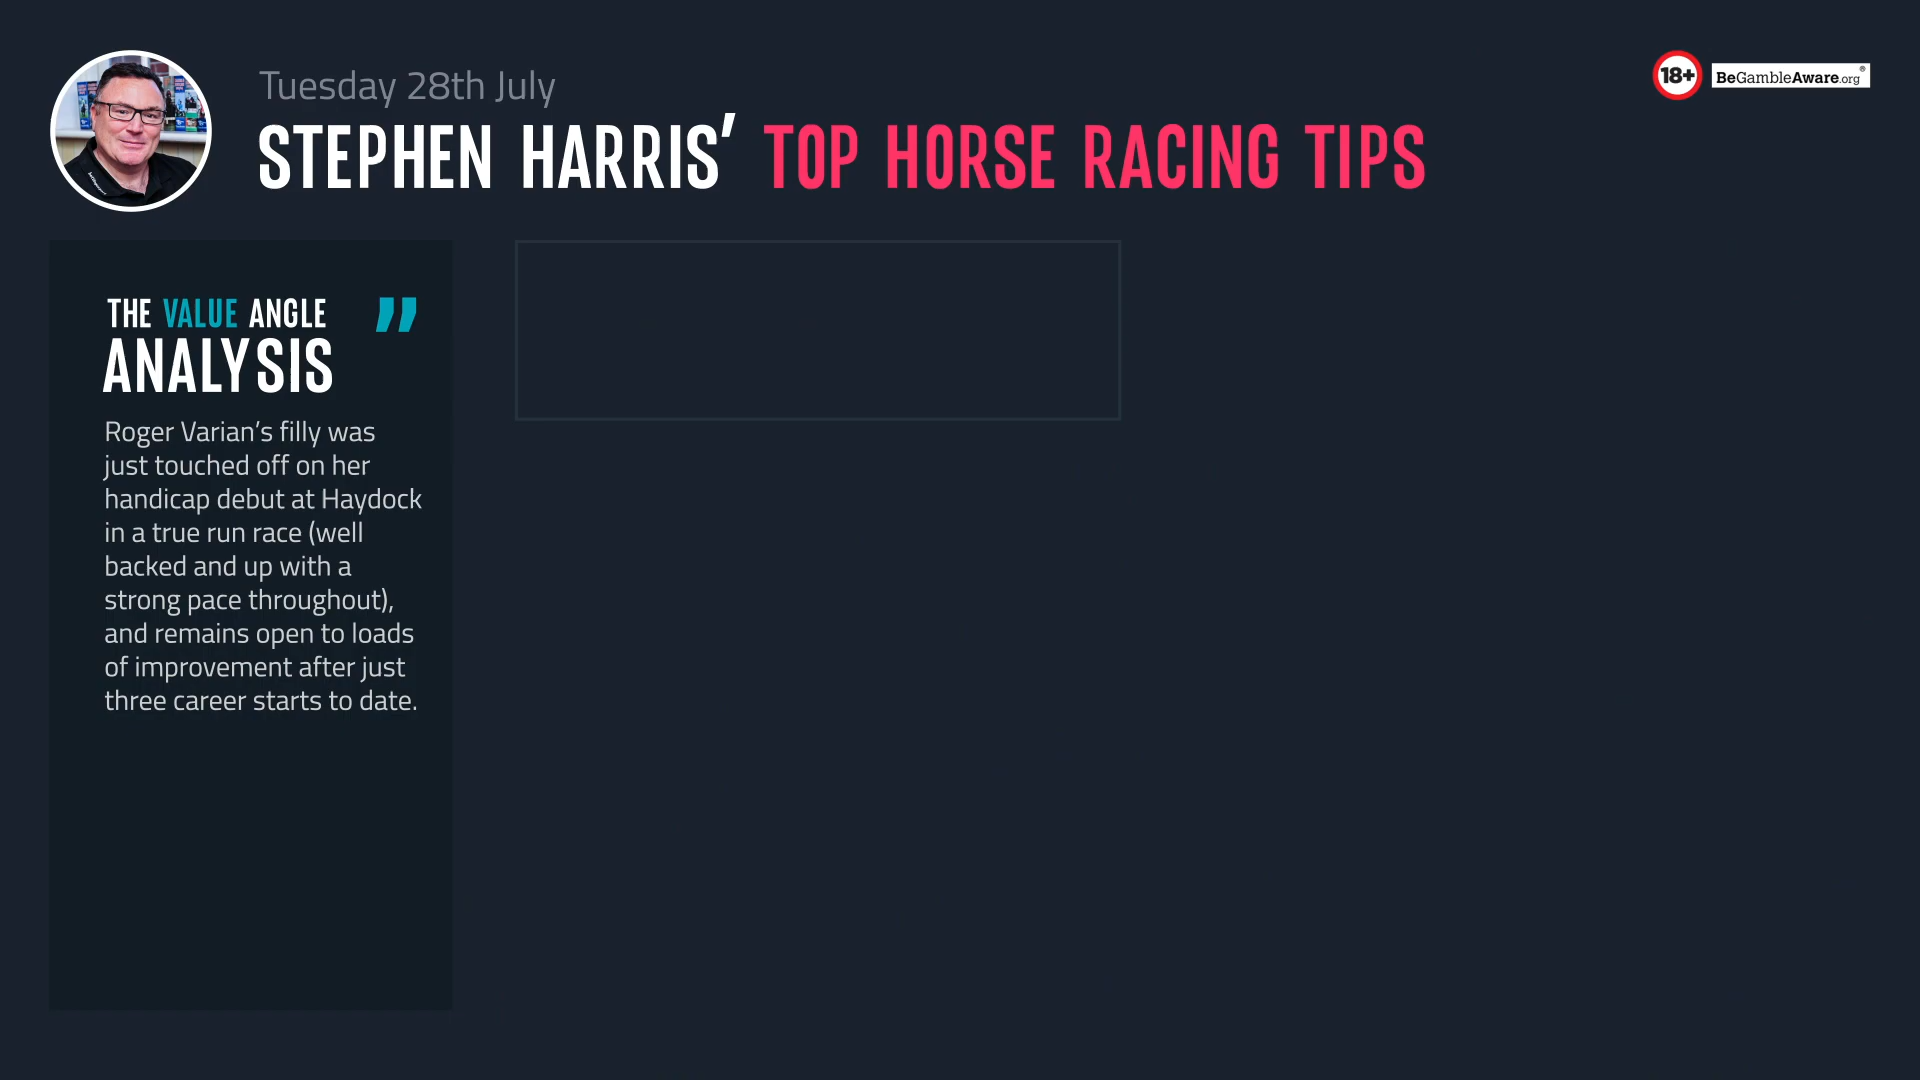 Tuesday 28th July
STEPHEN HARRIS’ TOP HORSE RACING TIPS
18+
BeGambleAware.org®
THE VALUE ANGLE
ANALYSIS
”
Roger Varian’s filly was
just touched off on her
handicap debut at Haydock
in a true run race (well
backed and up with a
strong pace throughout),
and remains open to loads
of improvement after just
three career starts to date.